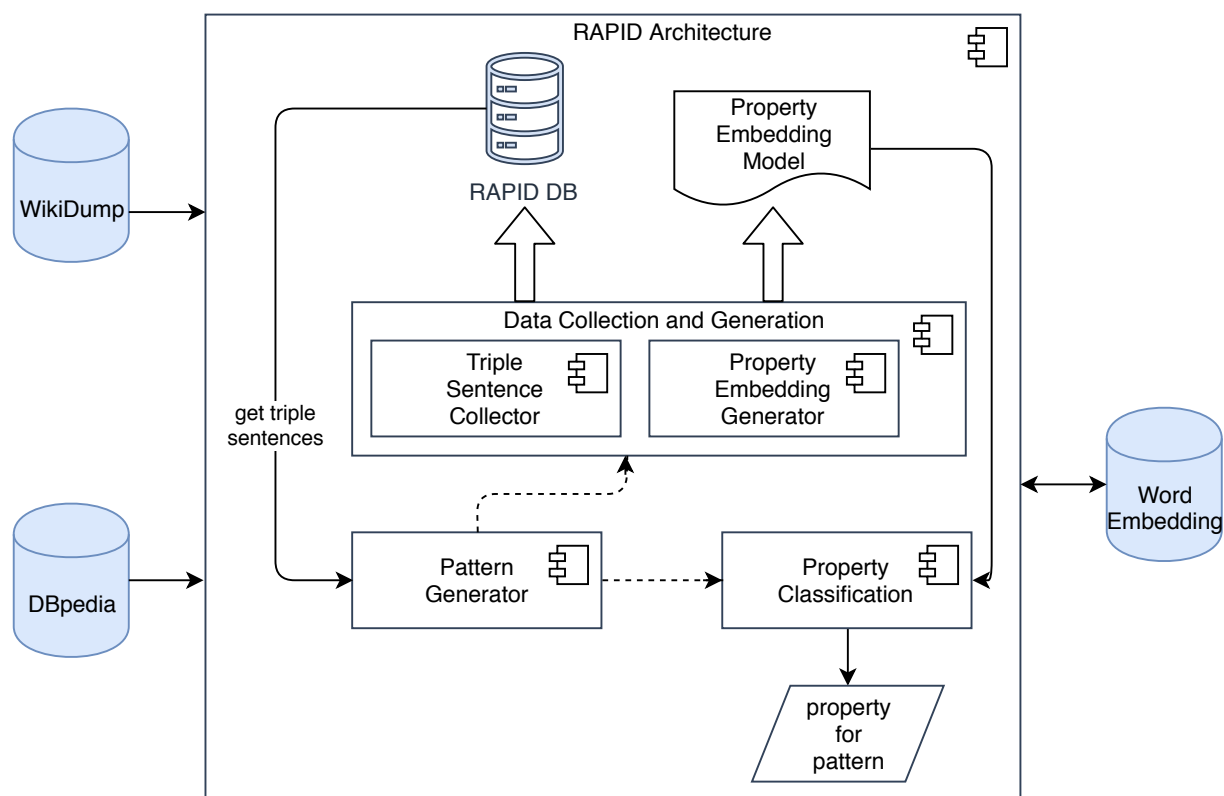 RAPID Architecture
WikiDump
RAPID DB
Property
Embedding
Model
Data Collection and Generation
Triple
Sentence
Collector
Property
Embedding
Generator
get triple
sentences
Word
Embedding
DBpedia
Pattern
Generator
Property
Classification
property
for
pattern